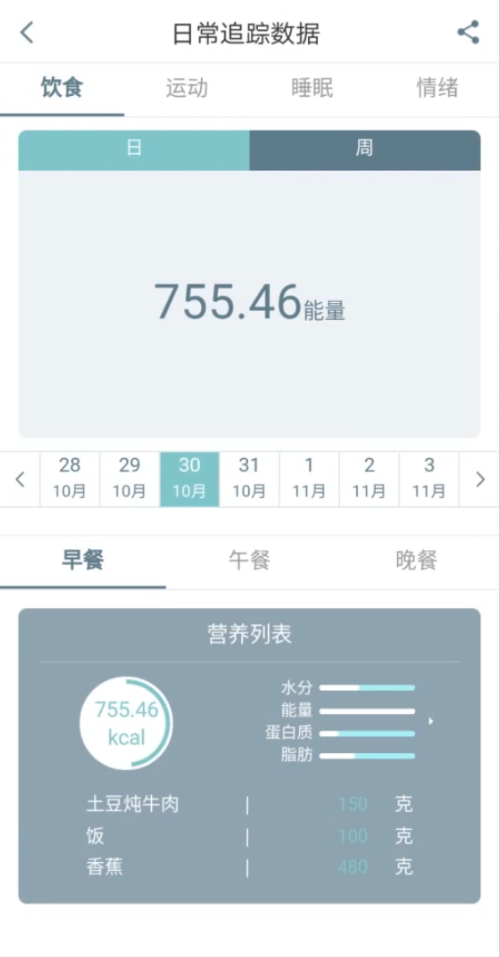 日常追踪数据
饮食 运动 睡眠 情绪
日 周
755.46能量
28 29 30 31 1 2 3
10月 10月 10月 10月 11月 11月 11月
早餐 午餐 晚餐
营养列表
755.46
kcal
水分
能量
蛋白质
脂肪
土豆炖牛肉 | 150 克
饭 | 100 克
香蕉 | 480 克